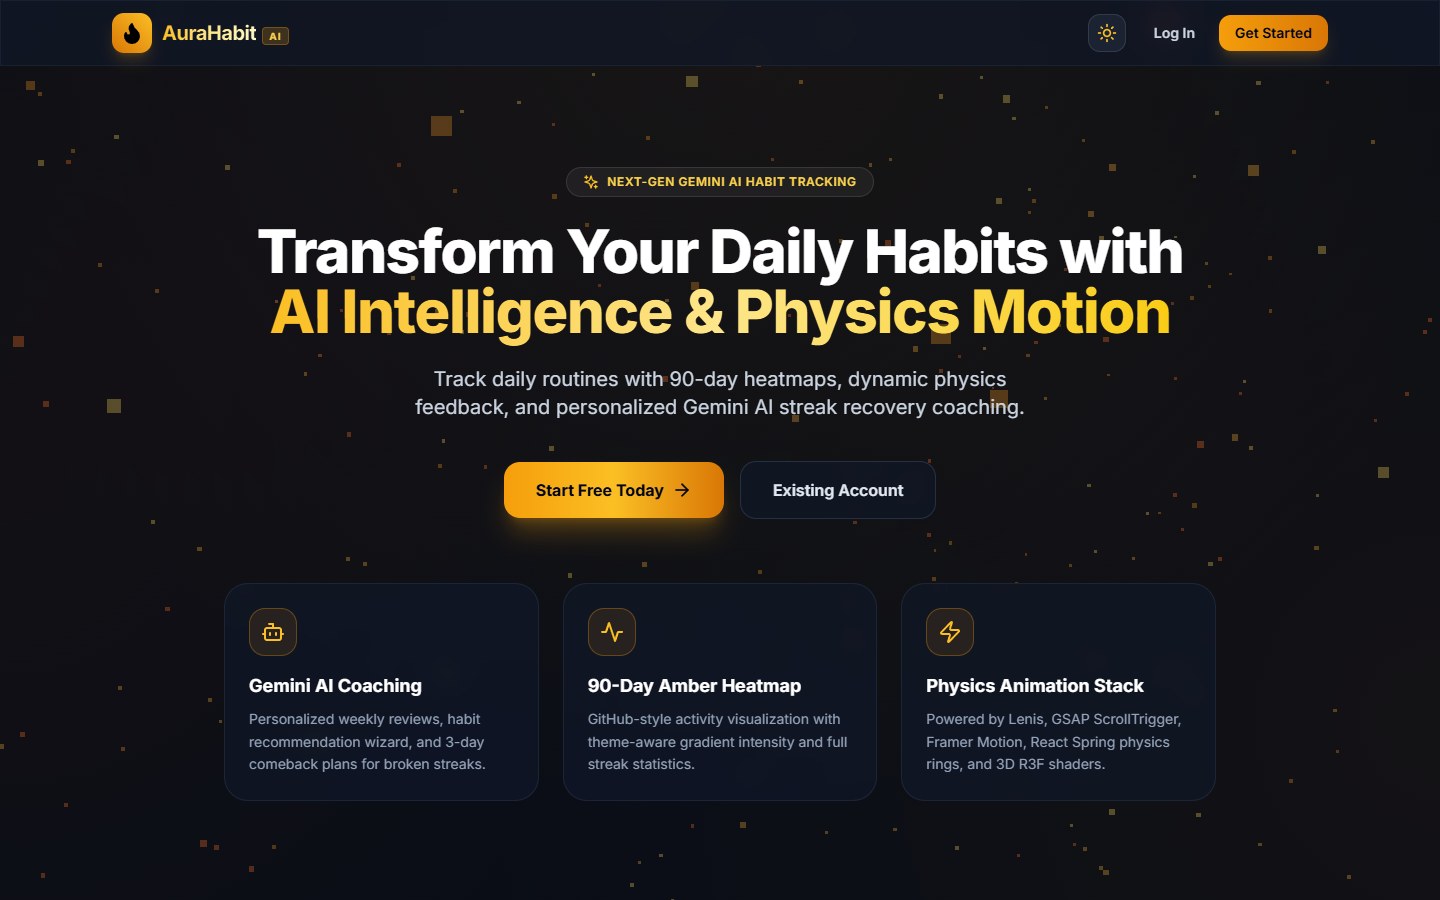 AuraHabit AI
Log In
Get Started
NEXT-GEN GEMINI AI HABIT TRACKING
Transform Your Daily Habits with
AI Intelligence & Physics Motion
Track daily routines with 90-day heatmaps, dynamic physics
feedback, and personalized Gemini AI streak recovery coaching.
Start Free Today
Existing Account
Gemini AI Coaching
Personalized weekly reviews, habit
recommendation wizard, and 3-day
comeback plans for broken streaks.
90-Day Amber Heatmap
GitHub-style activity visualization with
theme-aware gradient intensity and full
streak statistics.
Physics Animation Stack
Powered by Lenis, GSAP ScrollTrigger,
Framer Motion, React Spring physics
rings, and 3D R3F shaders.